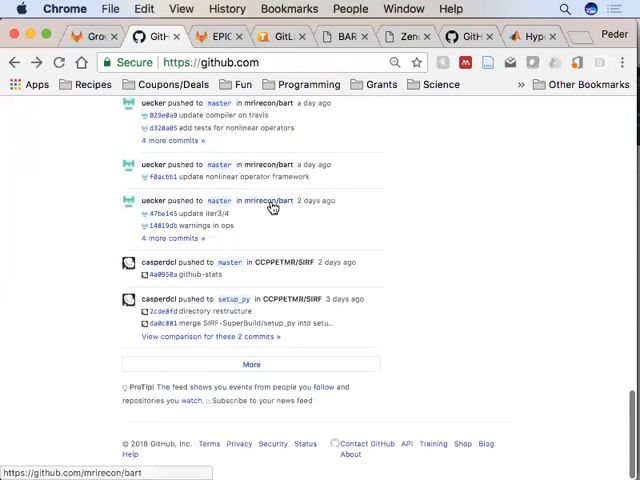 Chrome File Edit View History Bookmarks People Window Help
Grou GitH EPIC GitL BAR Zenc GitH Hype Peder
Secure https://github.com
Apps Recipes Coupons/Deals Fun Programming Grants Science » Other Bookmarks
uecker pushed to master in mrirecon/bart a day ago
029e0a9 update compiler on travis
d328a05 add tests for nonlinear operators
4 more commits »
uecker pushed to master in mrirecon/bart a day ago
f0acbb1 update nonlinear operator framework
uecker pushed to master in mrirecon/bart 2 days ago
47be145 update iter3/4
14019db warnings in ops
4 more commits »
casperdcl pushed to master in CCPPETMR/SIRF 2 days ago
4a0950a github-stats
casperdcl pushed to setup_py in CCPPETMR/SIRF 3 days ago
2cde8fd directory restructure
da0c881 merge SIRF-SuperBuild/setup_py into setu...
View comparison for these 2 commits »
More
ProTip! The feed shows you events from people you follow and
repositories you watch. Subscribe to your news feed
© 2018 GitHub, Inc. Terms Privacy Security Status Contact GitHub API Training Shop Blog
Help About
https://github.com/mrirecon/bart